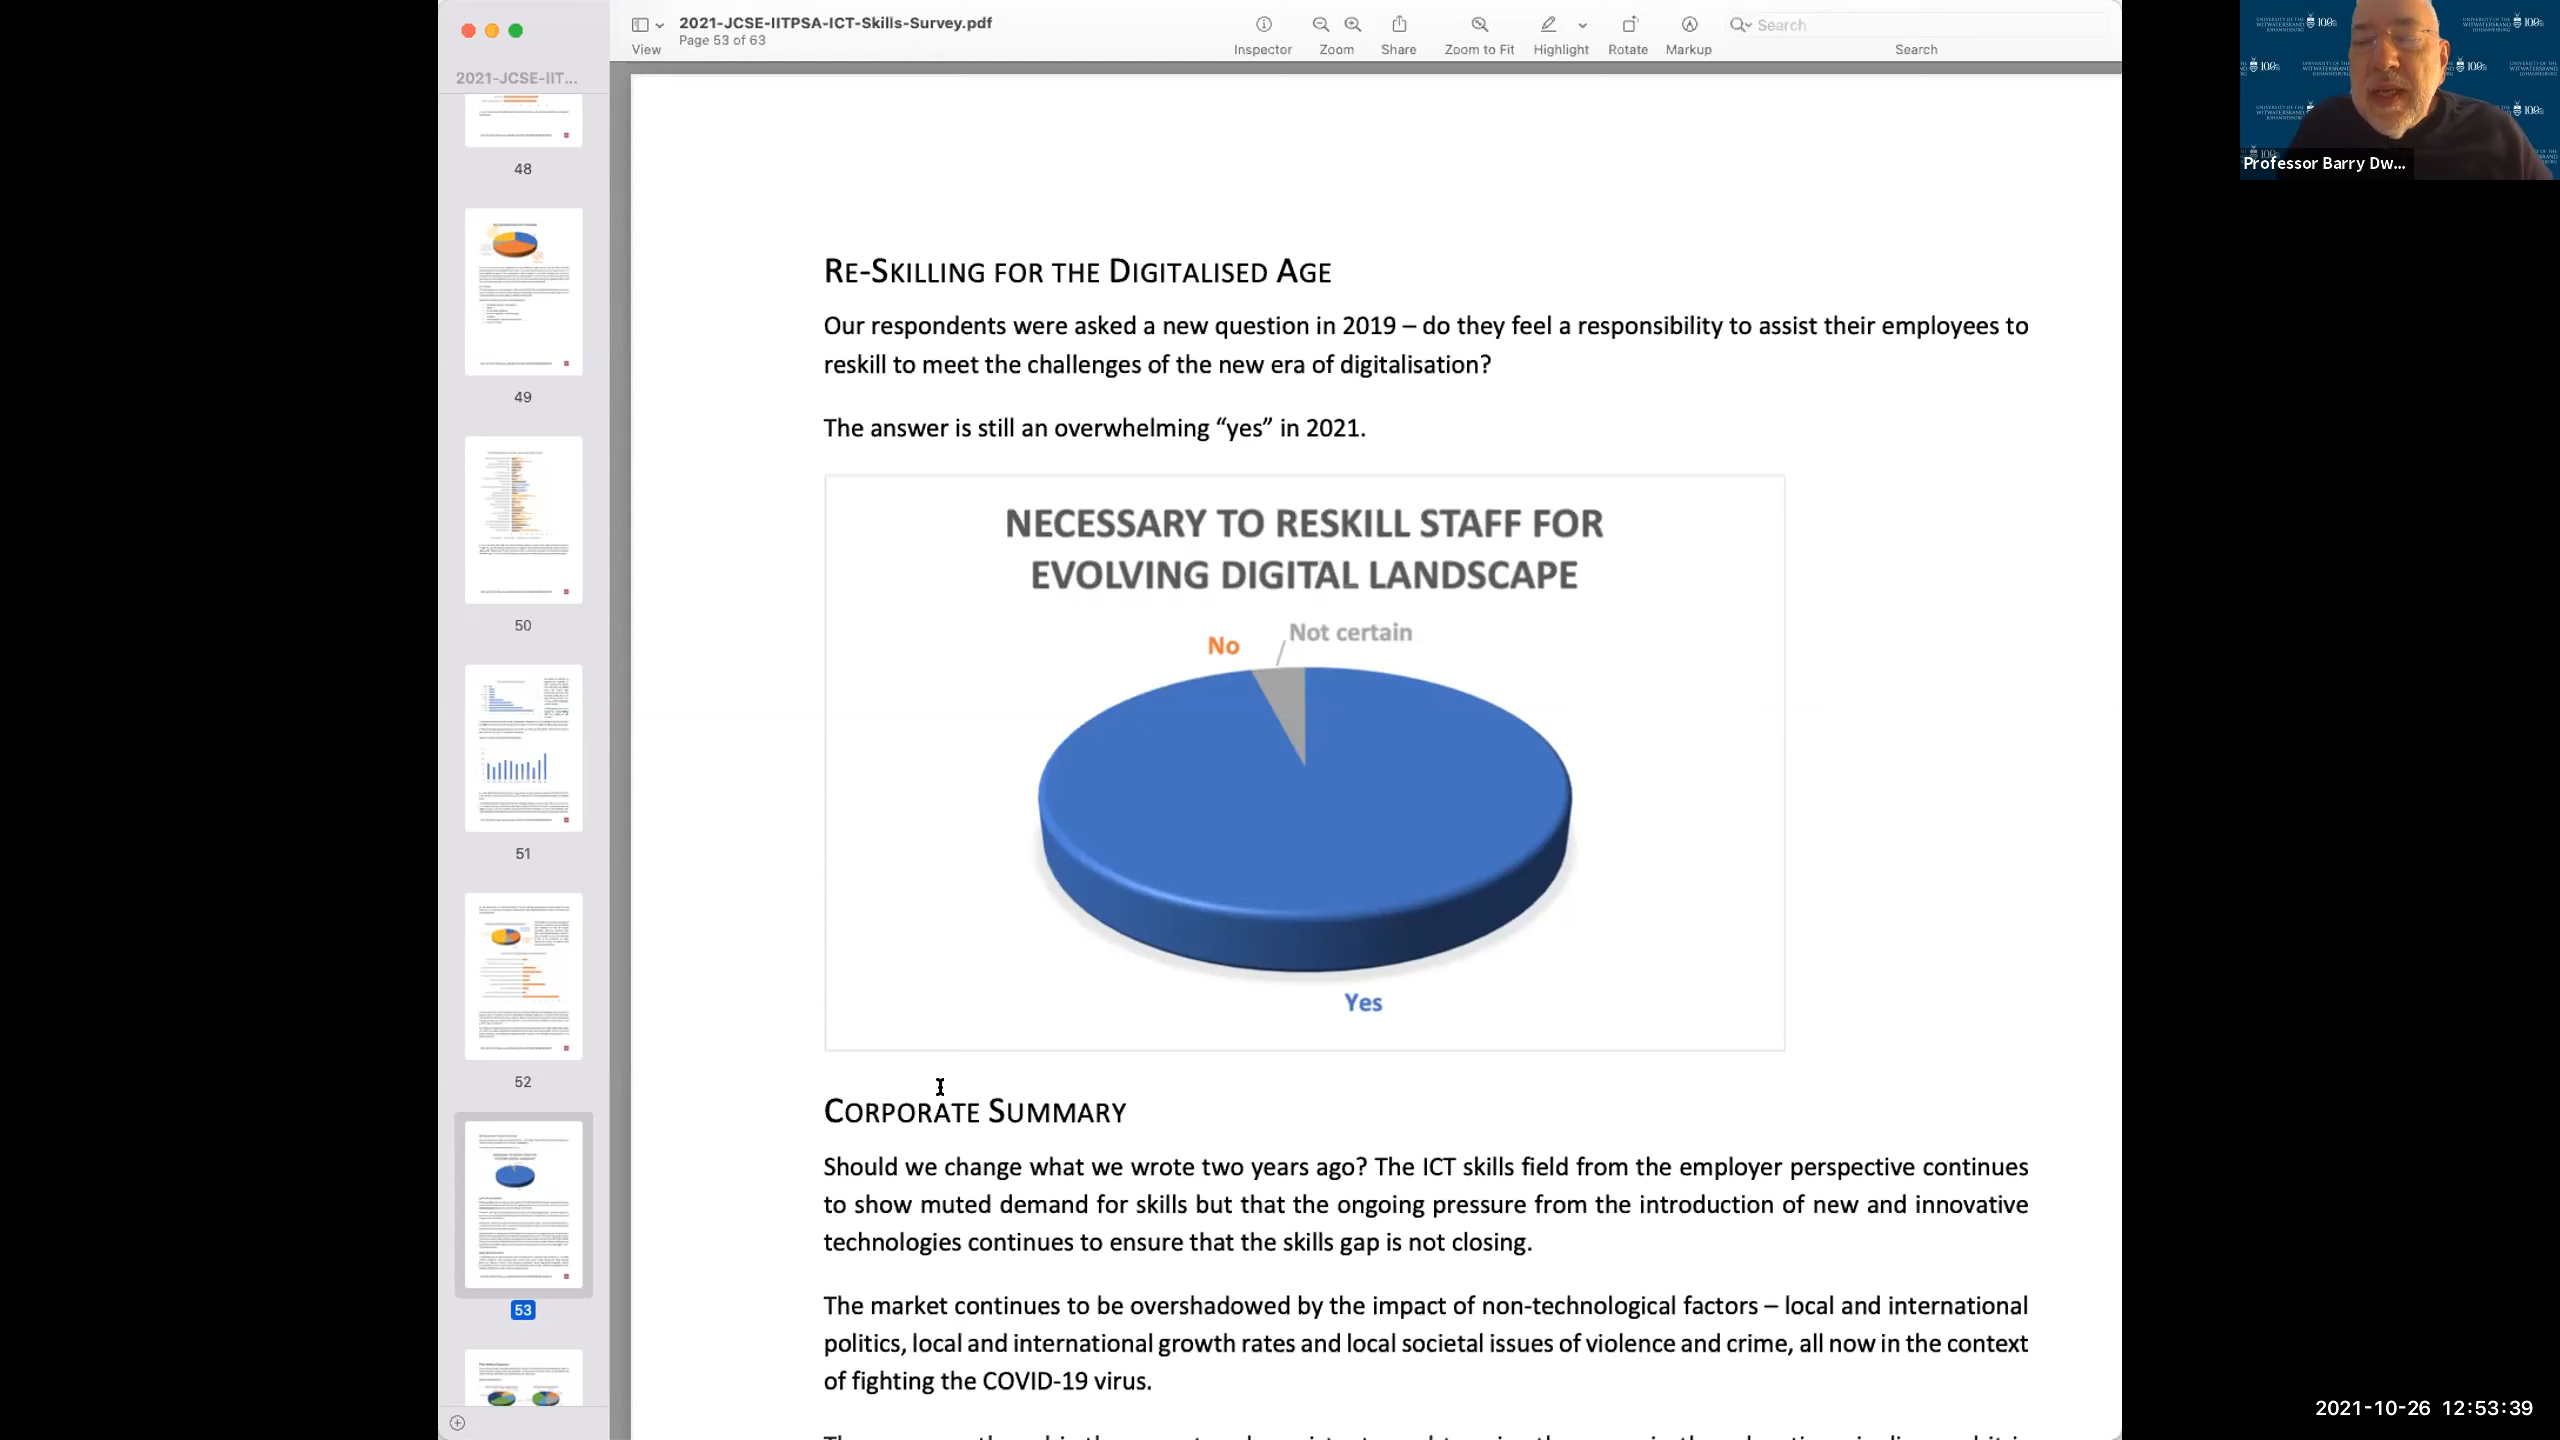 2021-JCSE-IITPSA-ICT-Skills-Survey.pdf
Page 53 of 63
View
Inspector
Zoom
Share
Zoom to Fit
Highlight
Rotate
Markup
Search
Search
2021-JCSE-IIT...
48
49
50
51
52
53
RE-SKILLING FOR THE DIGITALISED AGE
Our respondents were asked a new question in 2019 – do they feel a responsibility to assist their employees to
reskill to meet the challenges of the new era of digitalisation?
The answer is still an overwhelming “yes” in 2021.
NECESSARY TO RESKILL STAFF FOR
EVOLVING DIGITAL LANDSCAPE
No
Not certain
Yes
CORPORATE SUMMARY
Should we change what we wrote two years ago? The ICT skills field from the employer perspective continues
to show muted demand for skills but that the ongoing pressure from the introduction of new and innovative
technologies continues to ensure that the skills gap is not closing.
The market continues to be overshadowed by the impact of non-technological factors – local and international
politics, local and international growth rates and local societal issues of violence and crime, all now in the context
of fighting the COVID-19 virus.
Professor Barry Dw...
2021-10-26 12:53:39